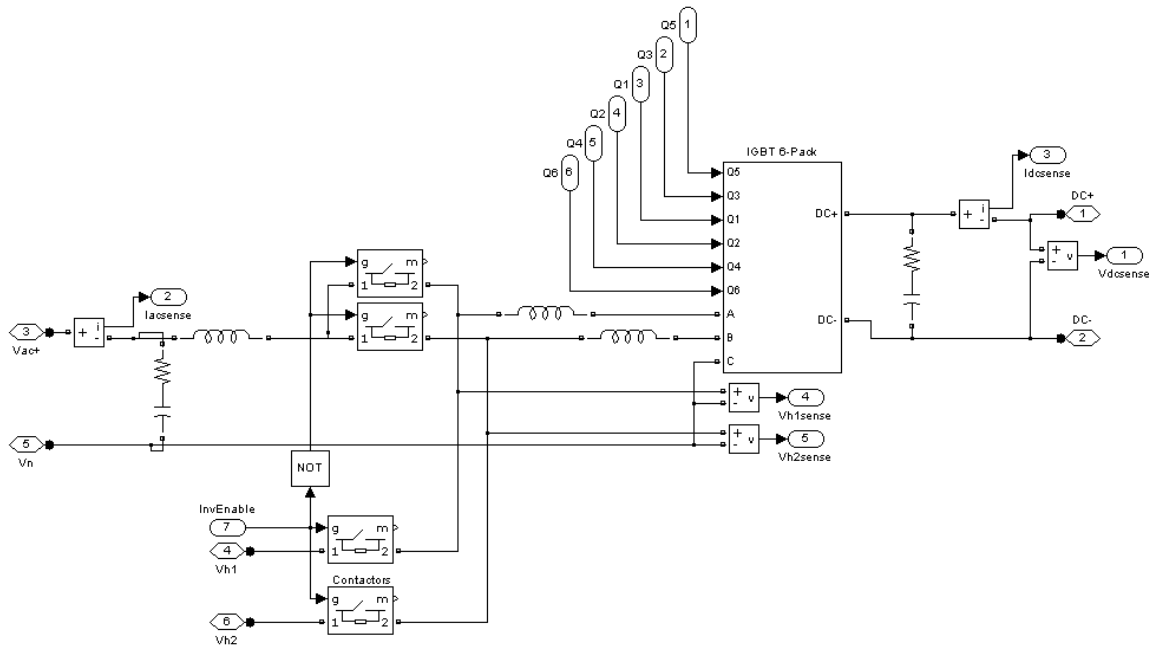 Q5 1
Q3 2
Q1 3
Q2 4
Q4 5
Q6 6
IGBT 6-Pack
Q5
Q3
Q1
Q2
Q4
Q6
A
B
C
DC+
DC-
+ i -
3
Idcsense
DC+
1
+ - v
1
Vdcsense
DC-
2
g m
1 2
g m
1 2
2
Iacsense
3
Vac+
+ i -
5
Vn
+ - v
4
Vh1sense
+ - v
5
Vh2sense
NOT
InvEnable
7
4
Vh1
g m
1 2
Contactors
g m
1 2
6
Vh2